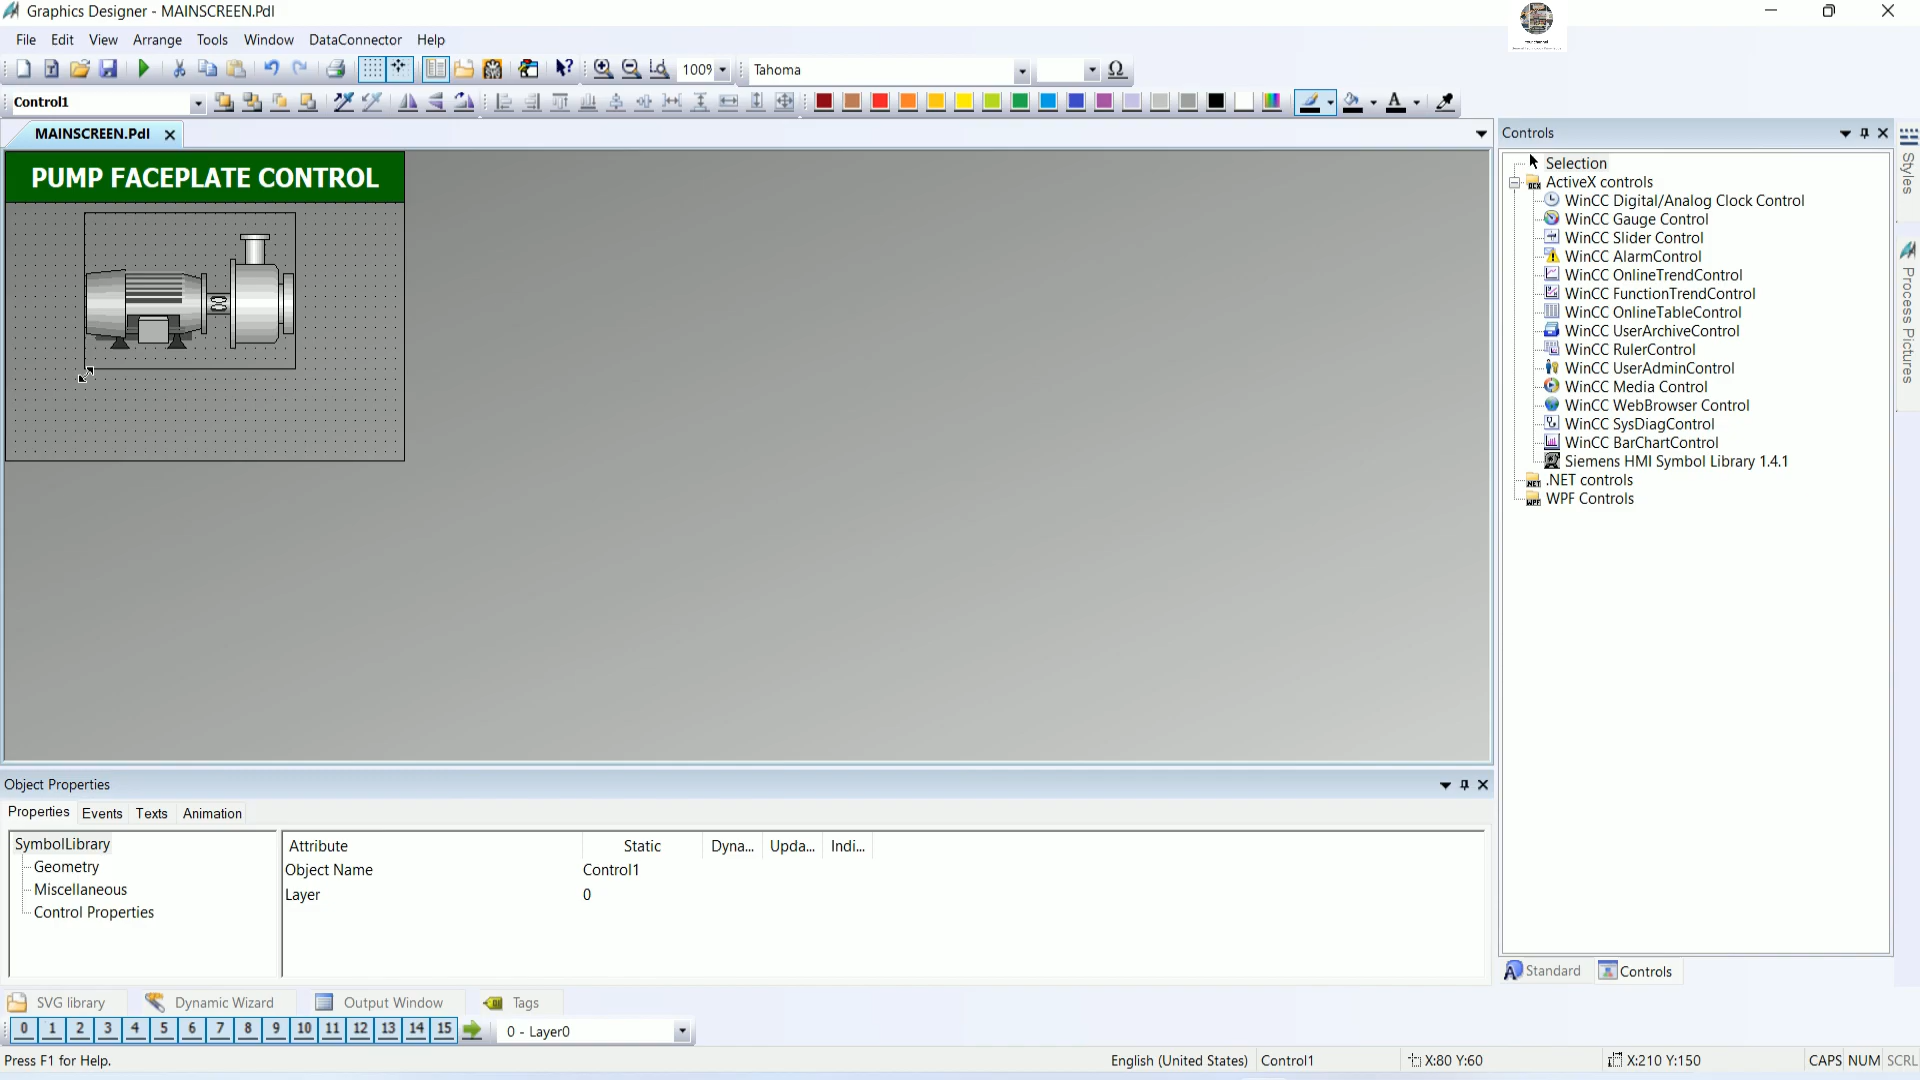 Graphics Designer - MAINSCREEN.Pdl
File Edit View Arrange Tools Window DataConnector Help
100% Tahoma Ω
Control1
MAINSCREEN.Pdl
PUMP FACEPLATE CONTROL
Controls
Selection
ActiveX controls
WinCC Digital/Analog Clock Control
WinCC Gauge Control
WinCC Slider Control
WinCC AlarmControl
WinCC OnlineTrendControl
WinCC FunctionTrendControl
WinCC OnlineTableControl
WinCC UserArchiveControl
WinCC RulerControl
WinCC UserAdminControl
WinCC Media Control
WinCC WebBrowser Control
WinCC SysDiagControl
WinCC BarChartControl
Siemens HMI Symbol Library 1.4.1
.NET controls
WPF Controls
Standard Controls
Styles
Process Pictures
Object Properties
Properties Events Texts Animation
SymbolLibrary
Geometry
Miscellaneous
Control Properties
Attribute Static Dyna... Upda... Indi...
Object Name Control1
Layer 0
SVG library Dynamic Wizard Output Window Tags
0 1 2 3 4 5 6 7 8 9 10 11 12 13 14 15 0 - Layer0
Press F1 for Help. English (United States) Control1 X:80 Y:60 X:210 Y:150 CAPS NUM SCRL